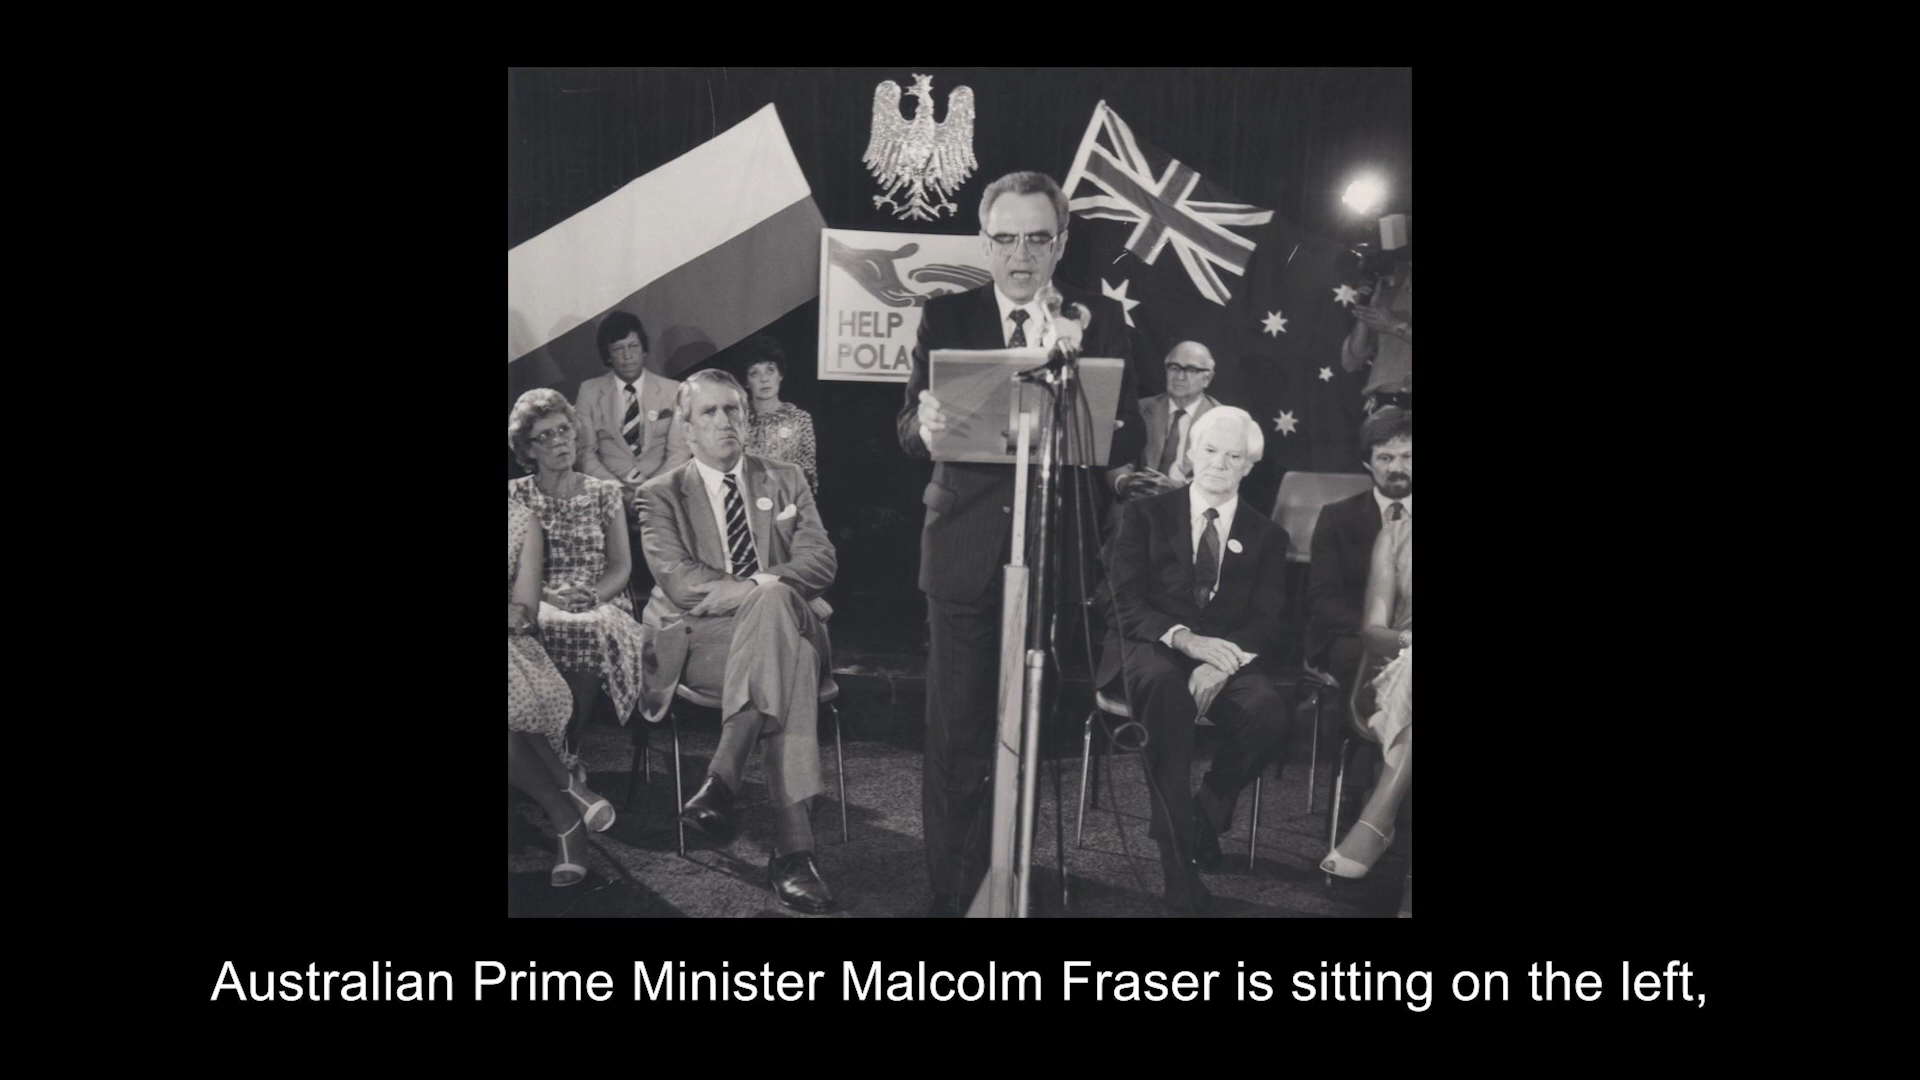 HELP
POLA
Australian Prime Minister Malcolm Fraser is sitting on the left,